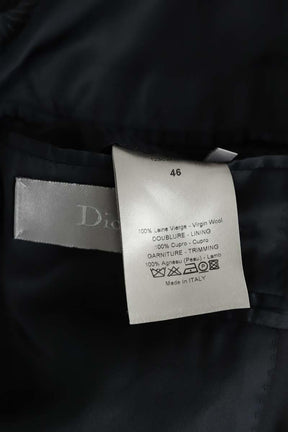 46
Dio
100% Laine Vierge - Virgin Wool
DOUBLURE - LINING
100% Cupro - Cupro
GARNITURE - TRIMMING
100% Agneau (Peau) - Lamb
Made in ITALY